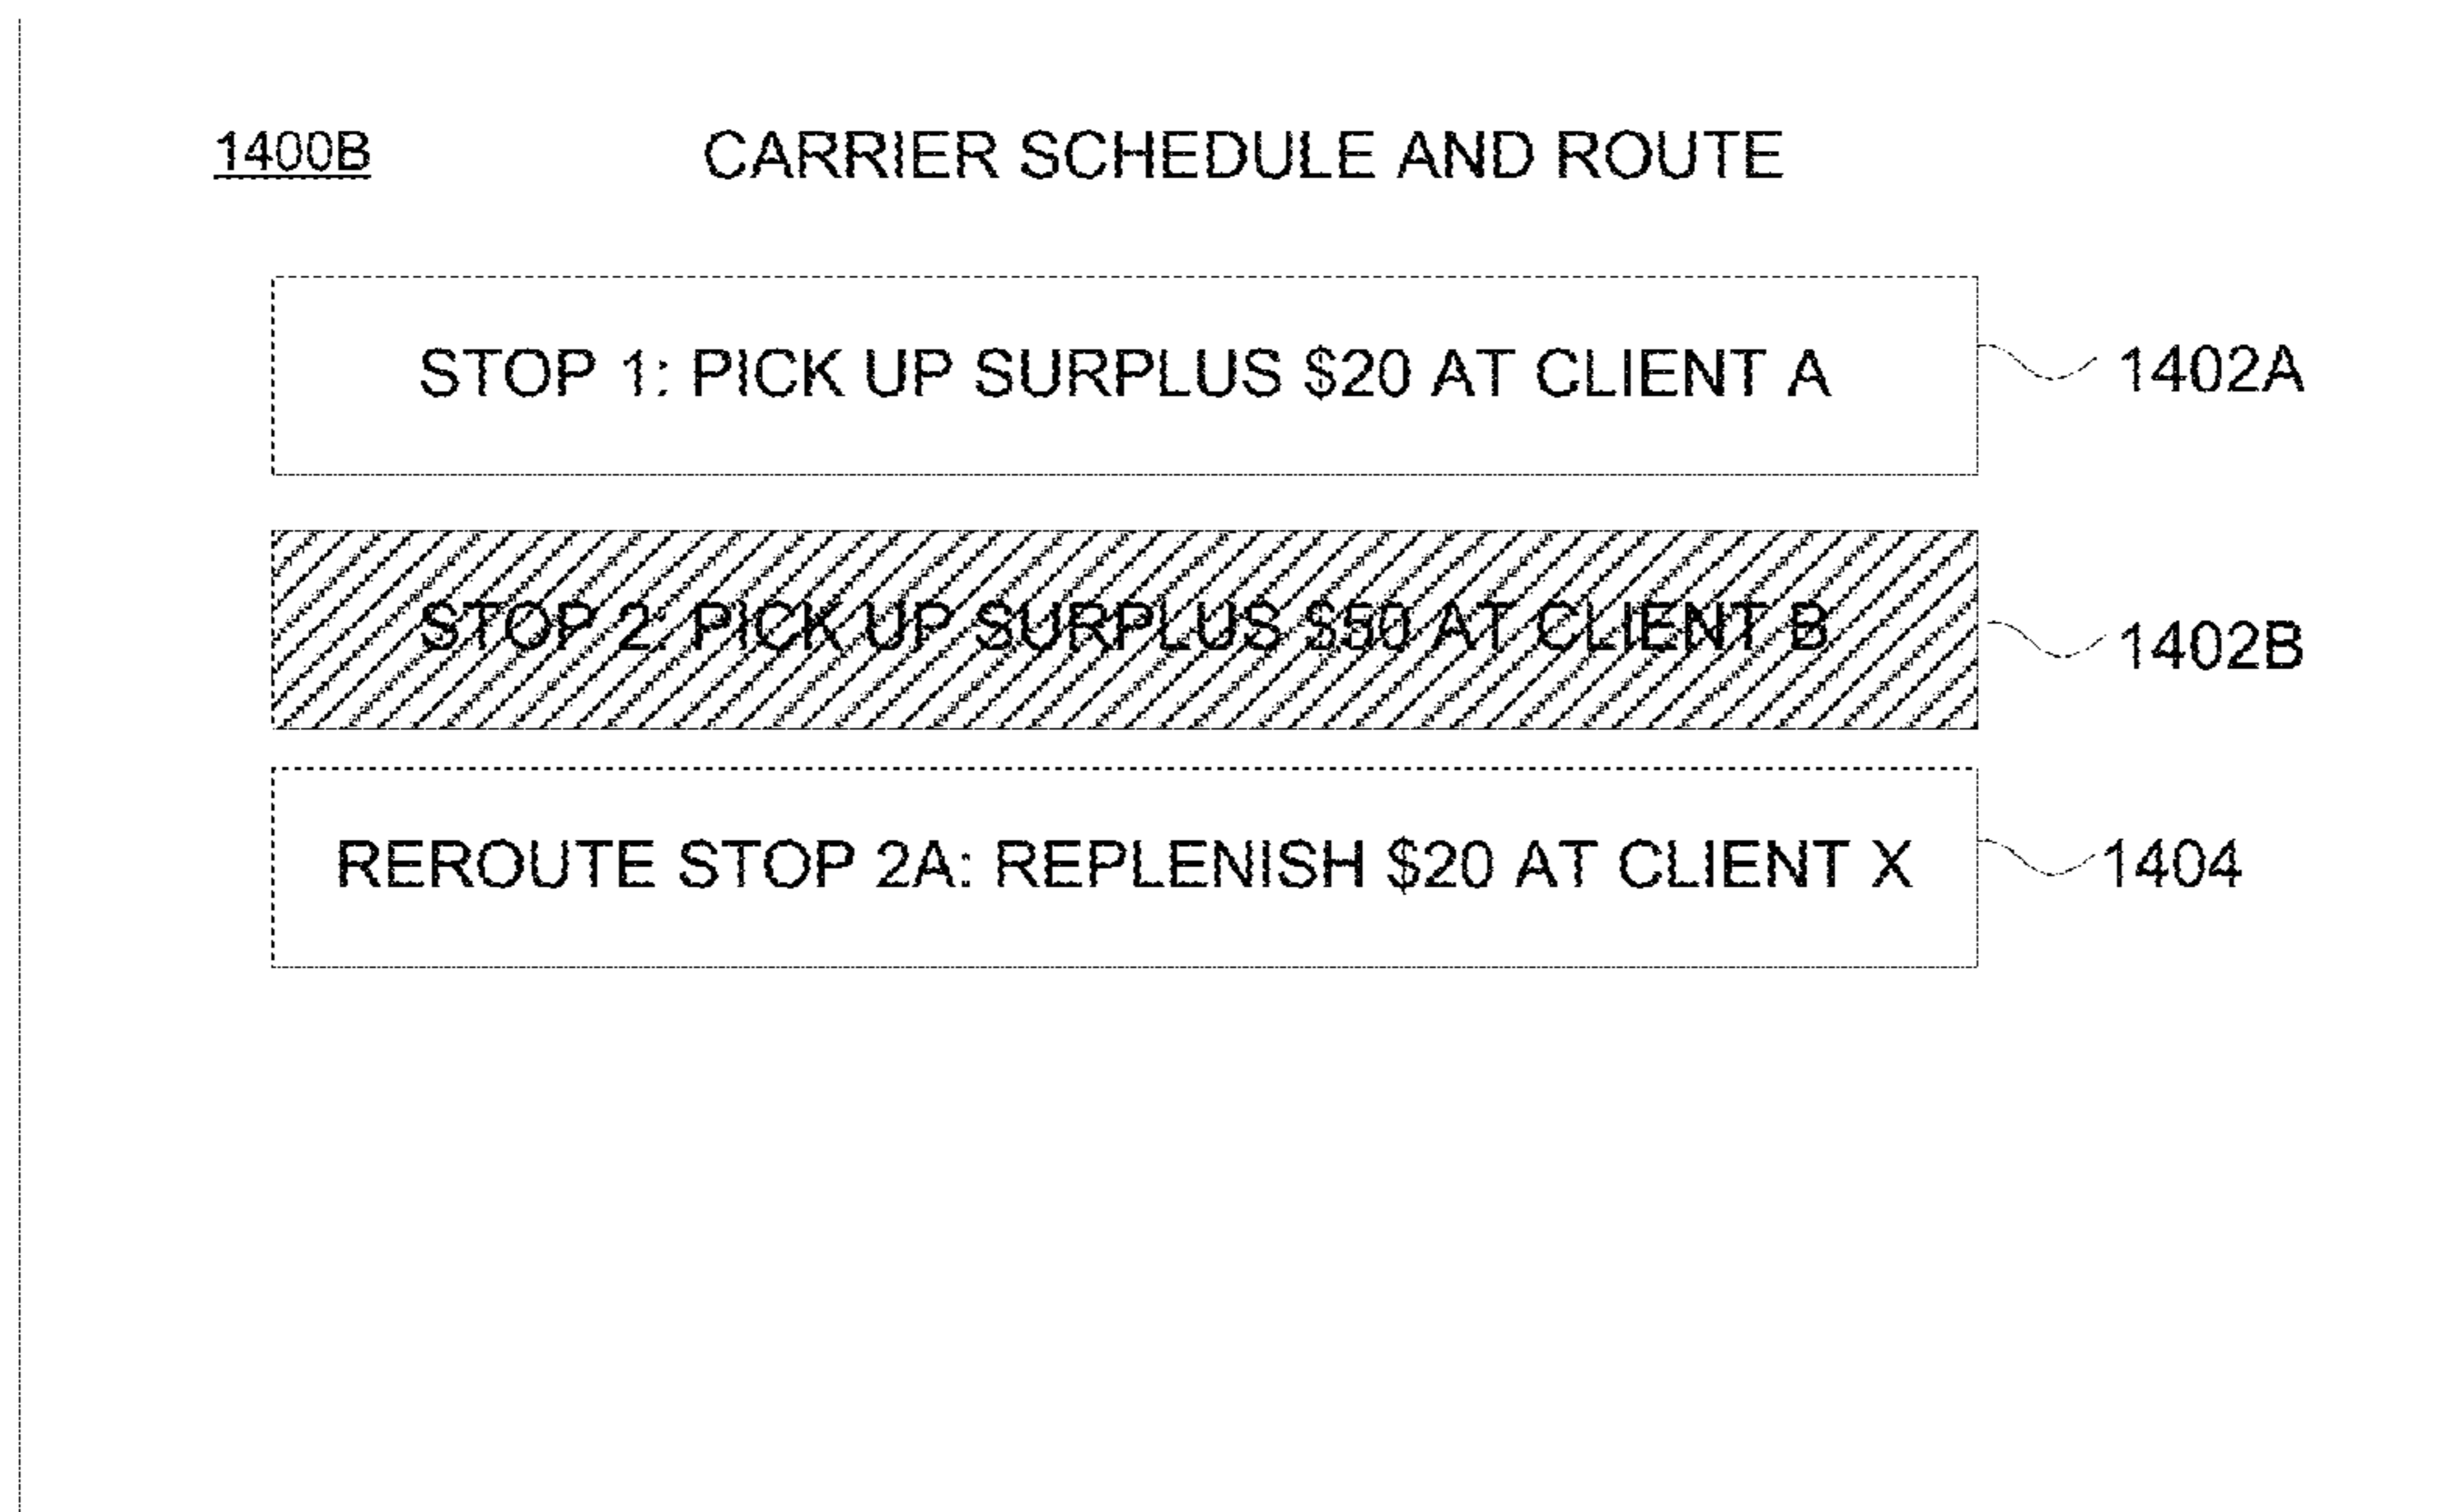 1400B
CARRIER SCHEDULE AND ROUTE
STOP 1: PICK UP SURPLUS $20 AT CLIENT A
1402A
STOP 2: PICK UP SURPLUS $50 AT CLIENT B
1402B
REROUTE STOP 2A: REPLENISH $20 AT CLIENT X
1404